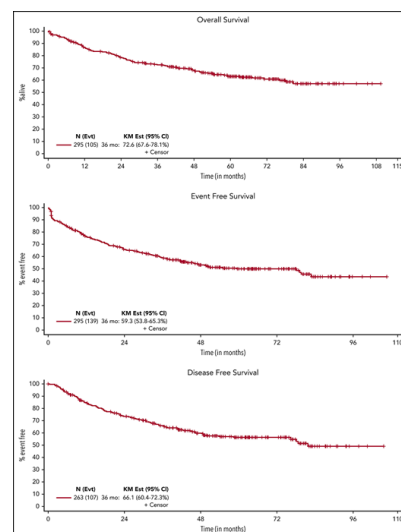 Overall Survival
100
90
80
70
60
50
40
30
20
10
0
% alive
N (Evt) KM Est (95% CI)
295 (105) 36 mo: 72.6 (67.6-78.1%)
+ Censor
0 12 24 36 48 60 72 84 96 108 11
Time (in months)
Event Free Survival
100
90
80
70
60
50
40
30
20
10
0
% event free
N (Evt) KM Est (95% CI)
295 (139) 36 mo: 59.3 (53.8-65.3%)
+ Censor
0 24 48 72 96 110
Time (in months)
Disease Free Survival
100
90
80
70
60
50
40
30
20
10
0
% event free
N (Evt) KM Est (95% CI)
263 (107) 36 mo: 66.1 (60.4-72.3%)
+ Censor
0 24 48 72 96 110
Time (in months)